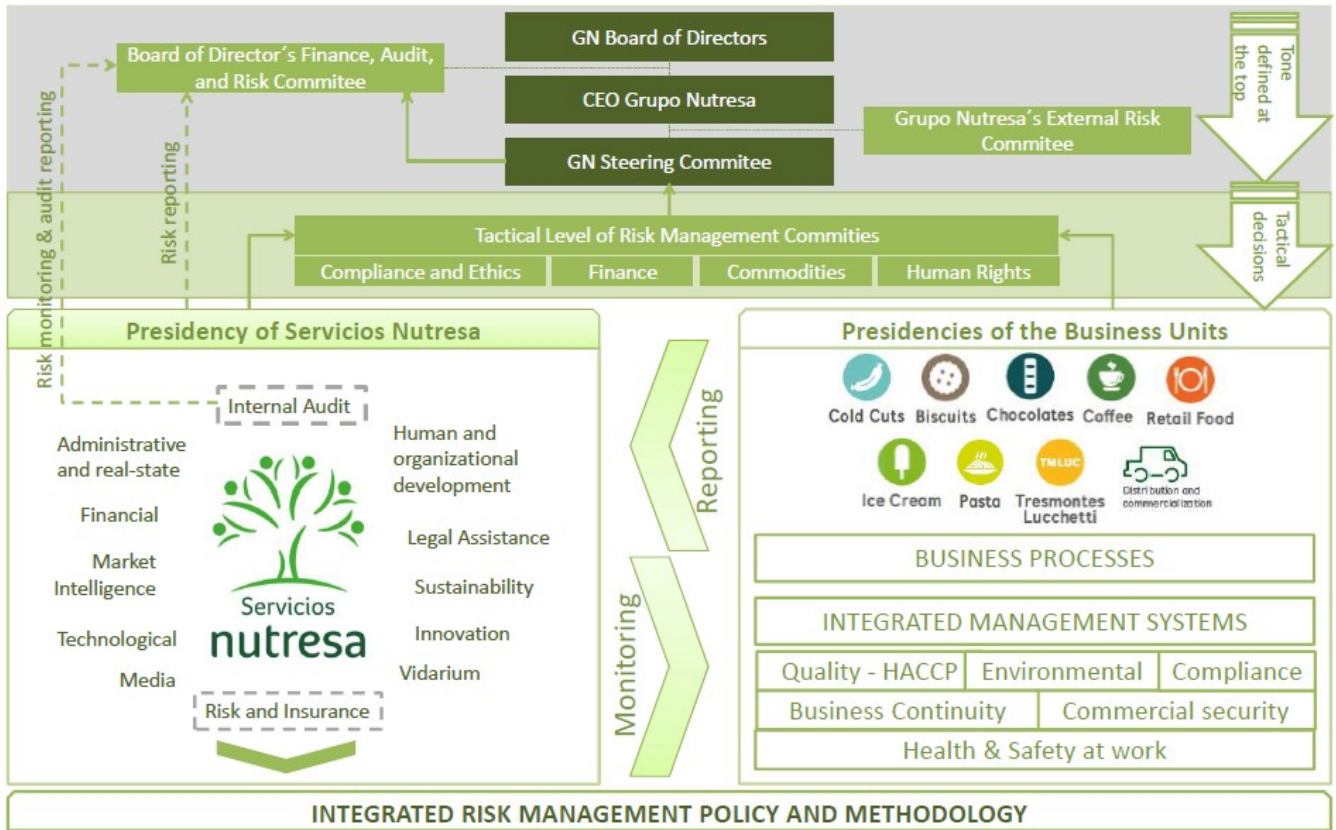 GN Board of Directors
Board of Director´s Finance, Audit,
and Risk Commitee
CEO Grupo Nutresa
Grupo Nutresa´s External Risk
Commitee
GN Steering Commitee
Tone
defined at
the top
Risk monitoring & audit reporting
Risk reporting
Tactical Level of Risk Management Commities
Compliance and Ethics
Finance
Commodities
Human Rights
Tactical
decisions
Presidency of Servicios Nutresa
Internal Audit
Administrative
and real-state
Financial
Market
Intelligence
Technological
Media
Human and
organizational
development
Legal Assistance
Sustainability
Innovation
Vidarium
Servicios
nutresa
Risk and Insurance
Reporting
Monitoring
Presidencies of the Business Units
Cold Cuts
Biscuits
Chocolates
Coffee
Retail Food
Ice Cream
Pasta
TMLUC
Tresmontes
Lucchetti
Distribution and
commercialization
BUSINESS PROCESSES
INTEGRATED MANAGEMENT SYSTEMS
Quality - HACCP
Environmental
Compliance
Business Continuity
Commercial security
Health & Safety at work
INTEGRATED RISK MANAGEMENT POLICY AND METHODOLOGY